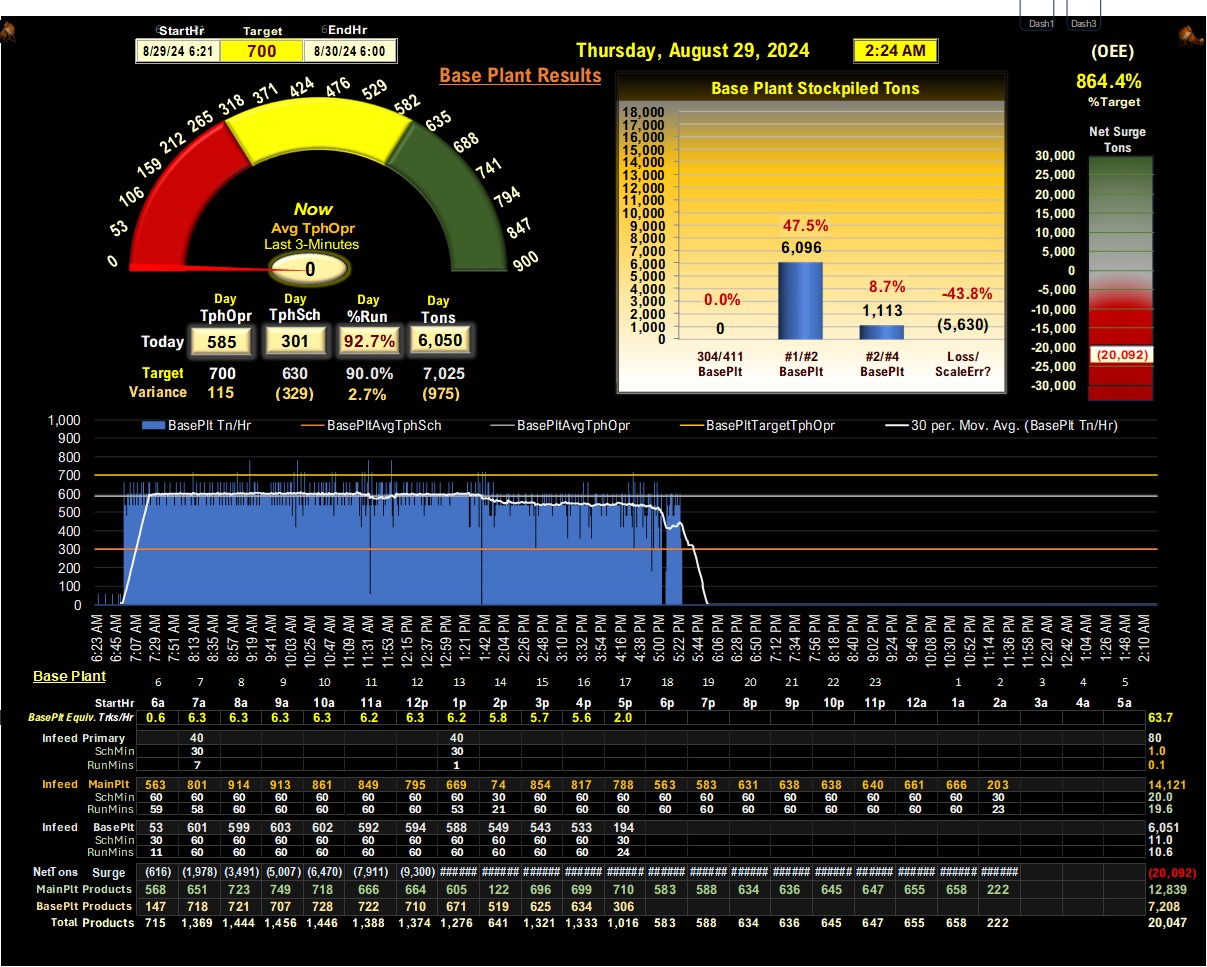 Dash1 Dash3
StartHr Target EndHr
8/29/24 6:21 700 8/30/24 6:00
Thursday, August 29, 2024 2:24 AM
Base Plant Results
(OEE)
864.4%
%Target
Net Surge
Tons
30,000
25,000
20,000
15,000
10,000
5,000
0
-5,000
-10,000
-15,000
-20,000
-25,000
-30,000
(20,092)
0 53 106 159 212 265 318 371 424 476 529 582 635 688 741 794 847 900
Now
Avg TphOpr
Last 3-Minutes
0
Day Day Day Day
TphOpr TphSch %Run Tons
Today 585 301 92.7% 6,050
Target 700 630 90.0% 7,025
Variance 115 (329) 2.7% (975)
Base Plant Stockpiled Tons
18,000
17,000
16,000
15,000
14,000
13,000
12,000
11,000
10,000
9,000
8,000
7,000
6,000
5,000
4,000
3,000
2,000
1,000
0
0.0% 47.5% 8.7% -43.8%
0 6,096 1,113 (5,630)
304/411 #1/#2 #2/#4 Loss/
BasePlt BasePlt BasePlt ScaleErr?
BasePlt Tn/Hr BasePltAvgTphSch BasePltAvgTphOpr BasePltTargetTphOpr 30 per. Mov. Avg. (BasePlt Tn/Hr)
1,000
900
800
700
600
500
400
300
200
100
0
6:23 AM 6:45 AM 7:07 AM 7:29 AM 7:51 AM 8:13 AM 8:35 AM 8:57 AM 9:19 AM 9:41 AM 10:03 AM 10:25 AM 10:47 AM 11:09 AM 11:31 AM 11:53 AM 12:15 PM 12:37 PM 12:59 PM 1:21 PM 1:42 PM 2:04 PM 2:26 PM 2:48 PM 3:10 PM 3:32 PM 3:54 PM 4:16 PM 4:38 PM 5:00 PM 5:22 PM 5:44 PM 6:06 PM 6:28 PM 6:50 PM 7:12 PM 7:34 PM 7:56 PM 8:18 PM 8:40 PM 9:02 PM 9:24 PM 9:46 PM 10:08 PM 10:30 PM 10:52 PM 11:14 PM 11:36 PM 11:58 PM 12:20 AM 12:42 AM 1:04 AM 1:26 AM 1:48 AM 2:10 AM
Base Plant
6 7 8 9 10 11 12 13 14 15 16 17 18 19 20 21 22 23 1 2 3 4 5
StartHr 6a 7a 8a 9a 10a 11a 12p 1p 2p 3p 4p 5p 6p 7p 8p 9p 10p 11p 12a 1a 2a 3a 4a 5a
BasePlt Equiv. Trks/Hr 0.6 6.3 6.3 6.3 6.3 6.2 6.3 6.2 5.8 5.7 5.6 2.0 63.7
Infeed Primary 40 40 80
SchMin 30 30 1.0
RunMins 7 1 0.1
Infeed MainPlt 563 801 914 913 861 849 795 669 74 854 817 788 563 583 631 638 638 640 661 666 203 14,121
SchMin 60 60 60 60 60 60 60 60 30 60 60 60 60 60 60 60 60 60 60 60 30 20.0
RunMins 59 58 60 60 60 60 60 53 21 60 60 60 60 60 60 60 60 60 60 60 23 19.6
Infeed BasePlt 53 601 599 603 602 592 594 588 549 543 533 194 6,051
SchMin 30 60 60 60 60 60 60 60 60 60 60 30 11.0
RunMins 11 60 60 60 60 60 60 60 60 60 60 24 10.6
NetTons Surge (616) (1,978) (3,491) (5,007) (6,470) (7,911) (9,300) ###### ###### ###### ###### ###### ###### ###### ###### ###### ###### ###### ###### ###### ###### (20,092)
MainPlt Products 568 651 723 749 718 666 664 605 122 696 699 710 583 588 634 636 645 647 655 658 222 12,839
BasePlt Products 147 718 721 707 728 722 710 671 519 625 634 306 7,208
Total Products 715 1,369 1,444 1,456 1,446 1,388 1,374 1,276 641 1,321 1,333 1,016 583 588 634 636 645 647 655 658 222 20,047